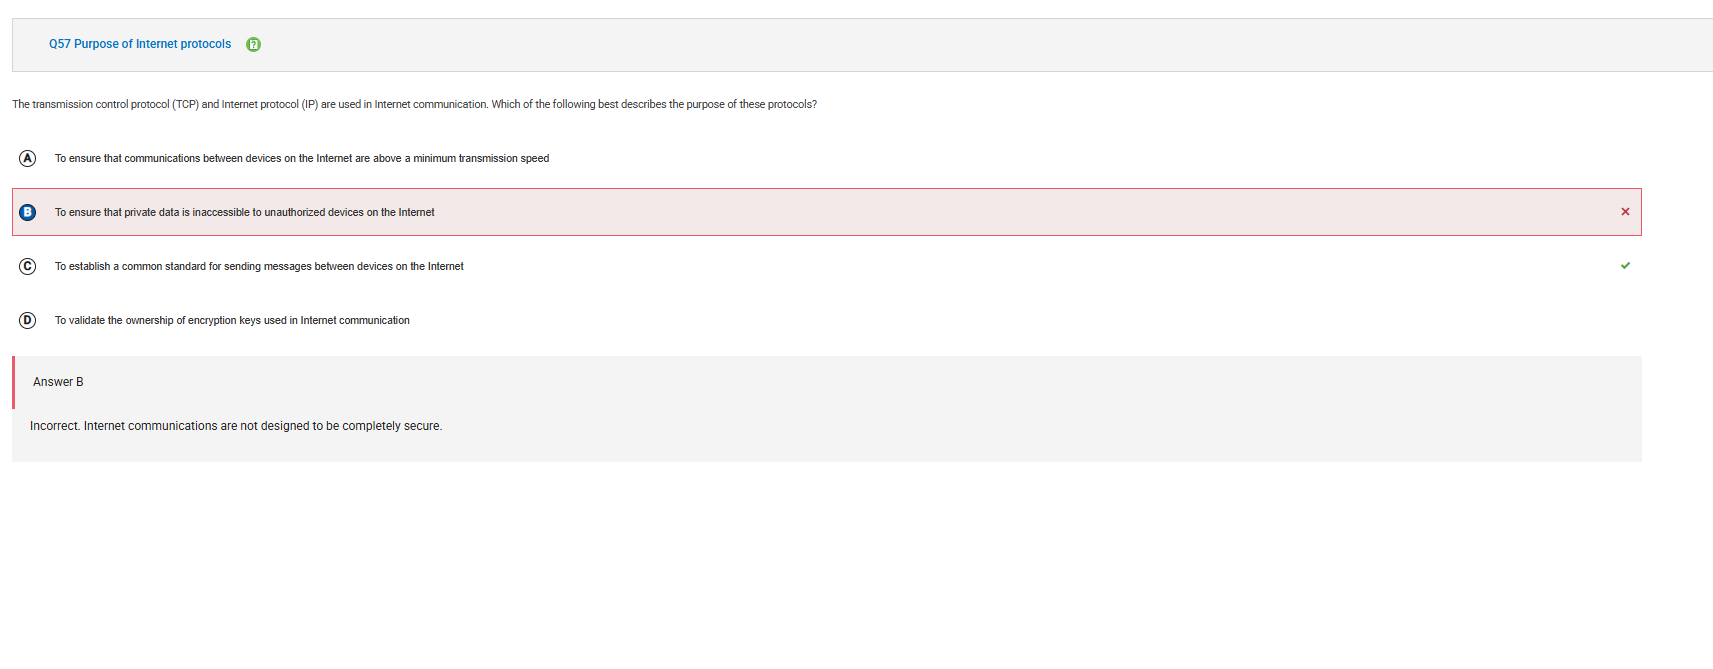 Q57 Purpose of Internet protocols
The transmission control protocol (TCP) and Internet protocol (IP) are used in Internet communication. Which of the following best describes the purpose of these protocols?
A To ensure that communications between devices on the Internet are above a minimum transmission speed
B To ensure that private data is inaccessible to unauthorized devices on the Internet
C To establish a common standard for sending messages between devices on the Internet
D To validate the ownership of encryption keys used in Internet communication
Answer B
Incorrect. Internet communications are not designed to be completely secure.